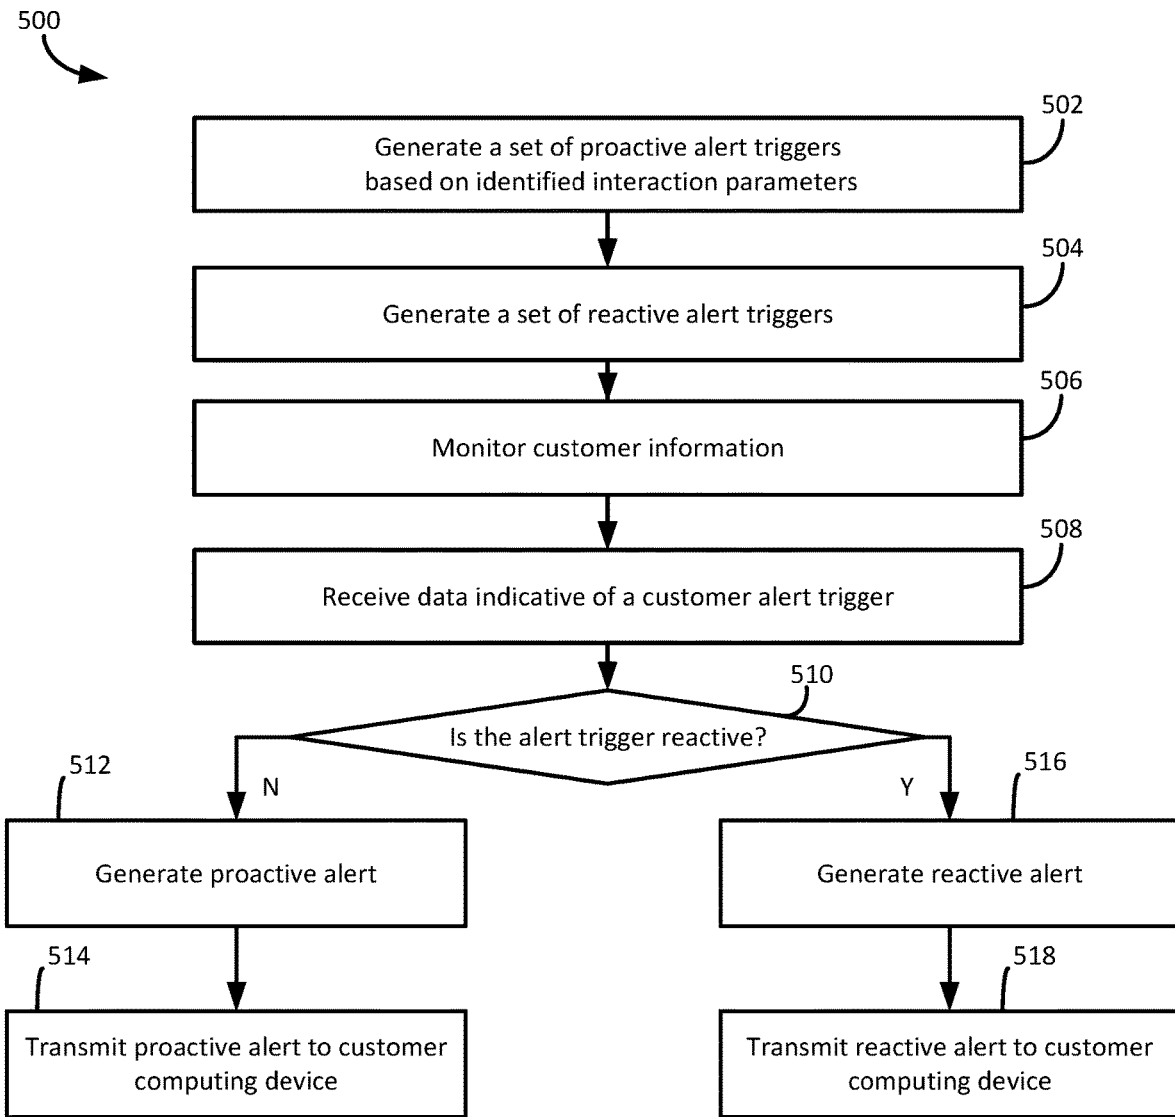 500
502
Generate a set of proactive alert triggers
based on identified interaction parameters
504
Generate a set of reactive alert triggers
506
Monitor customer information
508
Receive data indicative of a customer alert trigger
510
Is the alert trigger reactive?
N
Y
512
Generate proactive alert
516
Generate reactive alert
514
Transmit proactive alert to customer
computing device
518
Transmit reactive alert to customer
computing device